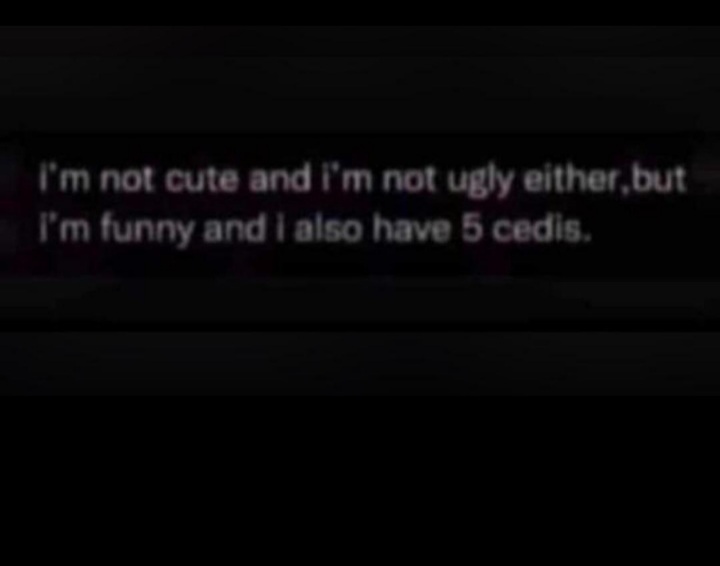 i'm not cute and i'm not ugly either,but
i'm funny and i also have 5 cedis.